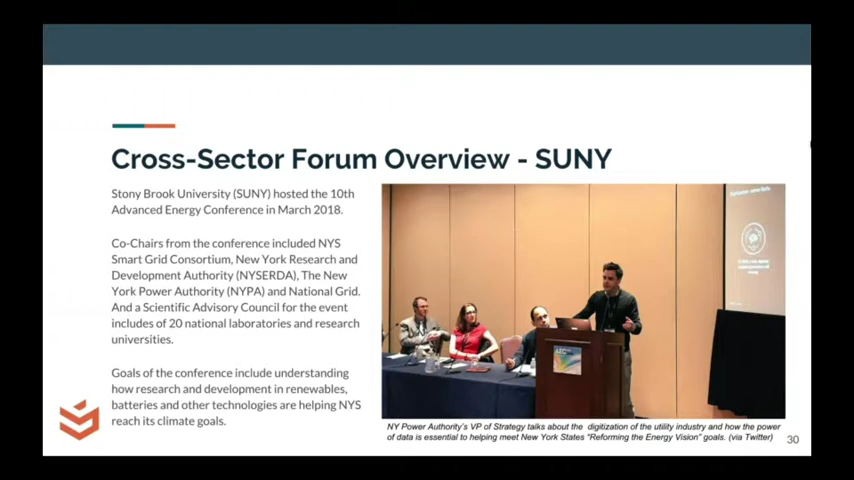 Cross-Sector Forum Overview - SUNY
Stony Brook University (SUNY) hosted the 10th
Advanced Energy Conference in March 2018.
Co-Chairs from the conference included NYS
Smart Grid Consortium, New York Research and
Development Authority (NYSERDA), The New
York Power Authority (NYPA) and National Grid.
And a Scientific Advisory Council for the event
includes of 20 national laboratories and research
universities.
Goals of the conference include understanding
how research and development in renewables,
batteries and other technologies are helping NYS
reach its climate goals.
NY Power Authority's VP of Strategy talks about the digitization of the utility industry and how the power
of data is essential to helping meet New York States "Reforming the Energy Vision" goals. (via Twitter)
30